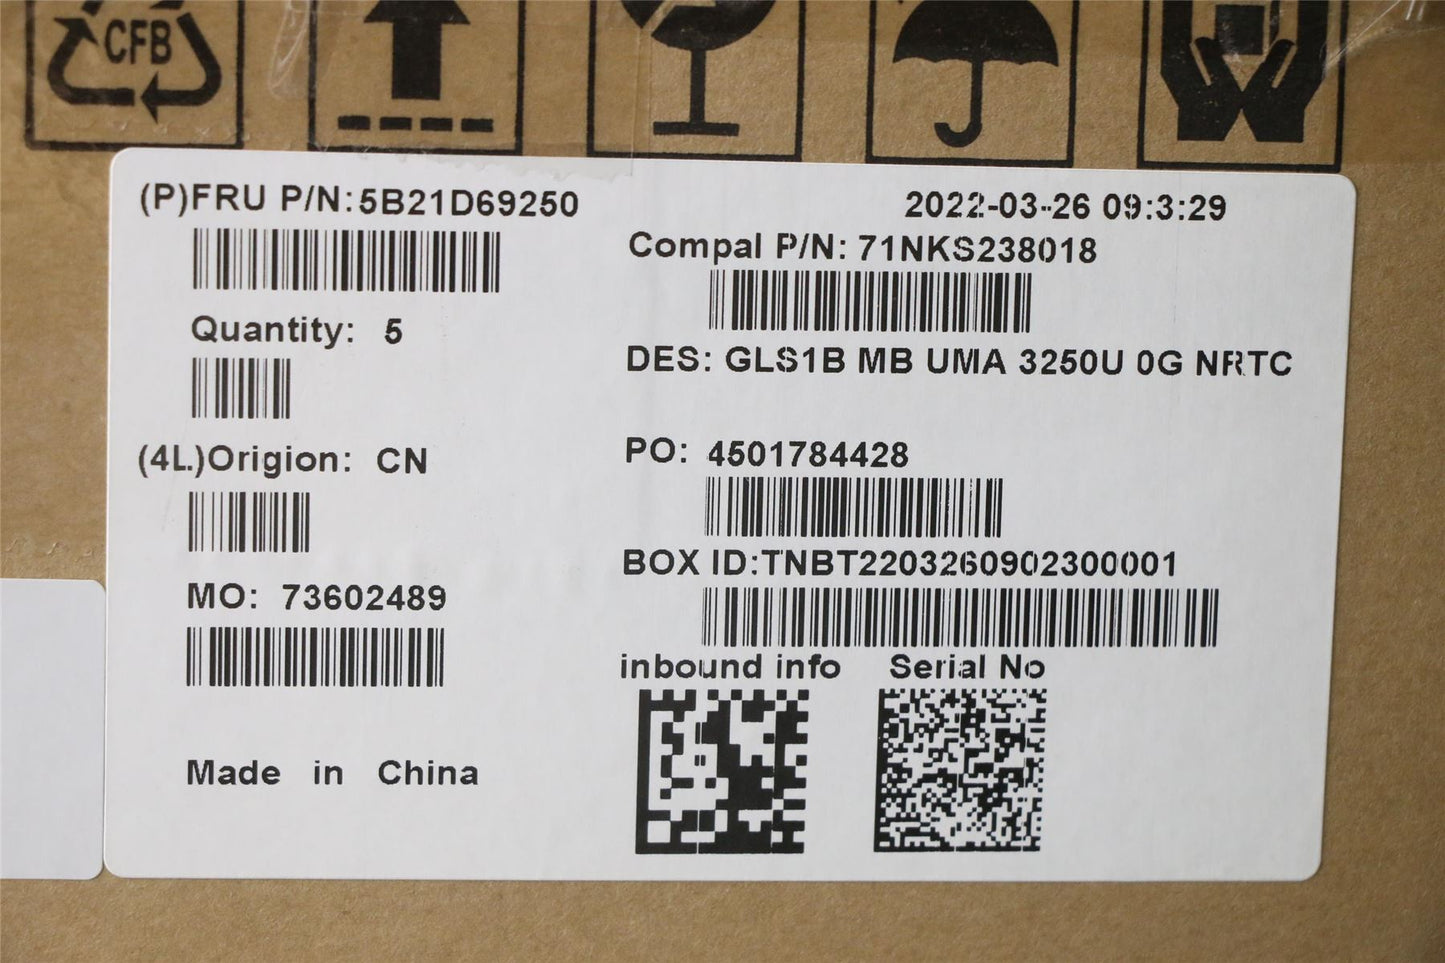 CFB
(P)FRU P/N:5B21D69250
2022-03-26 09:3:29
Compal P/N: 71NKS238018
Quantity: 5
DES: GLS1B MB UMA 3250U 0G NRTC
(4L)Origion: CN
PO: 4501784428
BOX ID:TNBT2203260902300001
MO: 73602489
inbound info Serial No
Made in China